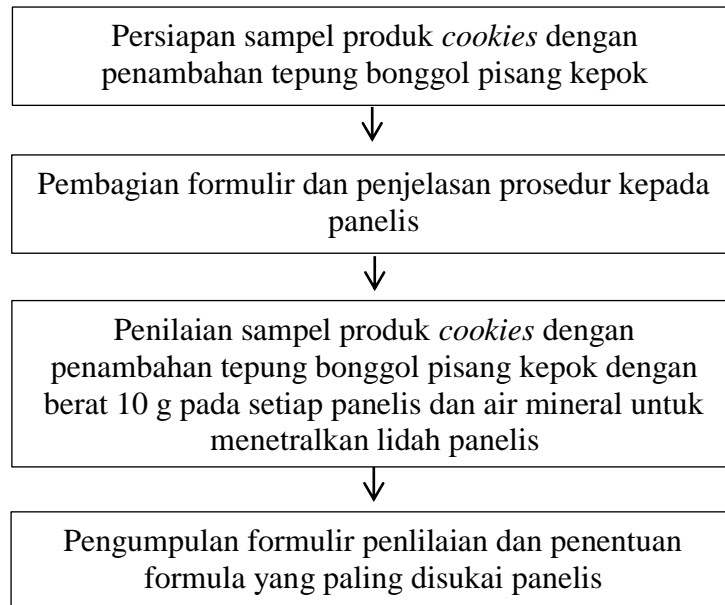 Persiapan sampel produk cookies dengan
penambahan tepung bonggol pisang kepok
Pembagian formulir dan penjelasan prosedur kepada
panelis
Penilaian sampel produk cookies dengan
penambahan tepung bonggol pisang kepok dengan
berat 10 g pada setiap panelis dan air mineral untuk
menetralkan lidah panelis
Pengumpulan formulir penlilaian dan penentuan
formula yang paling disukai panelis